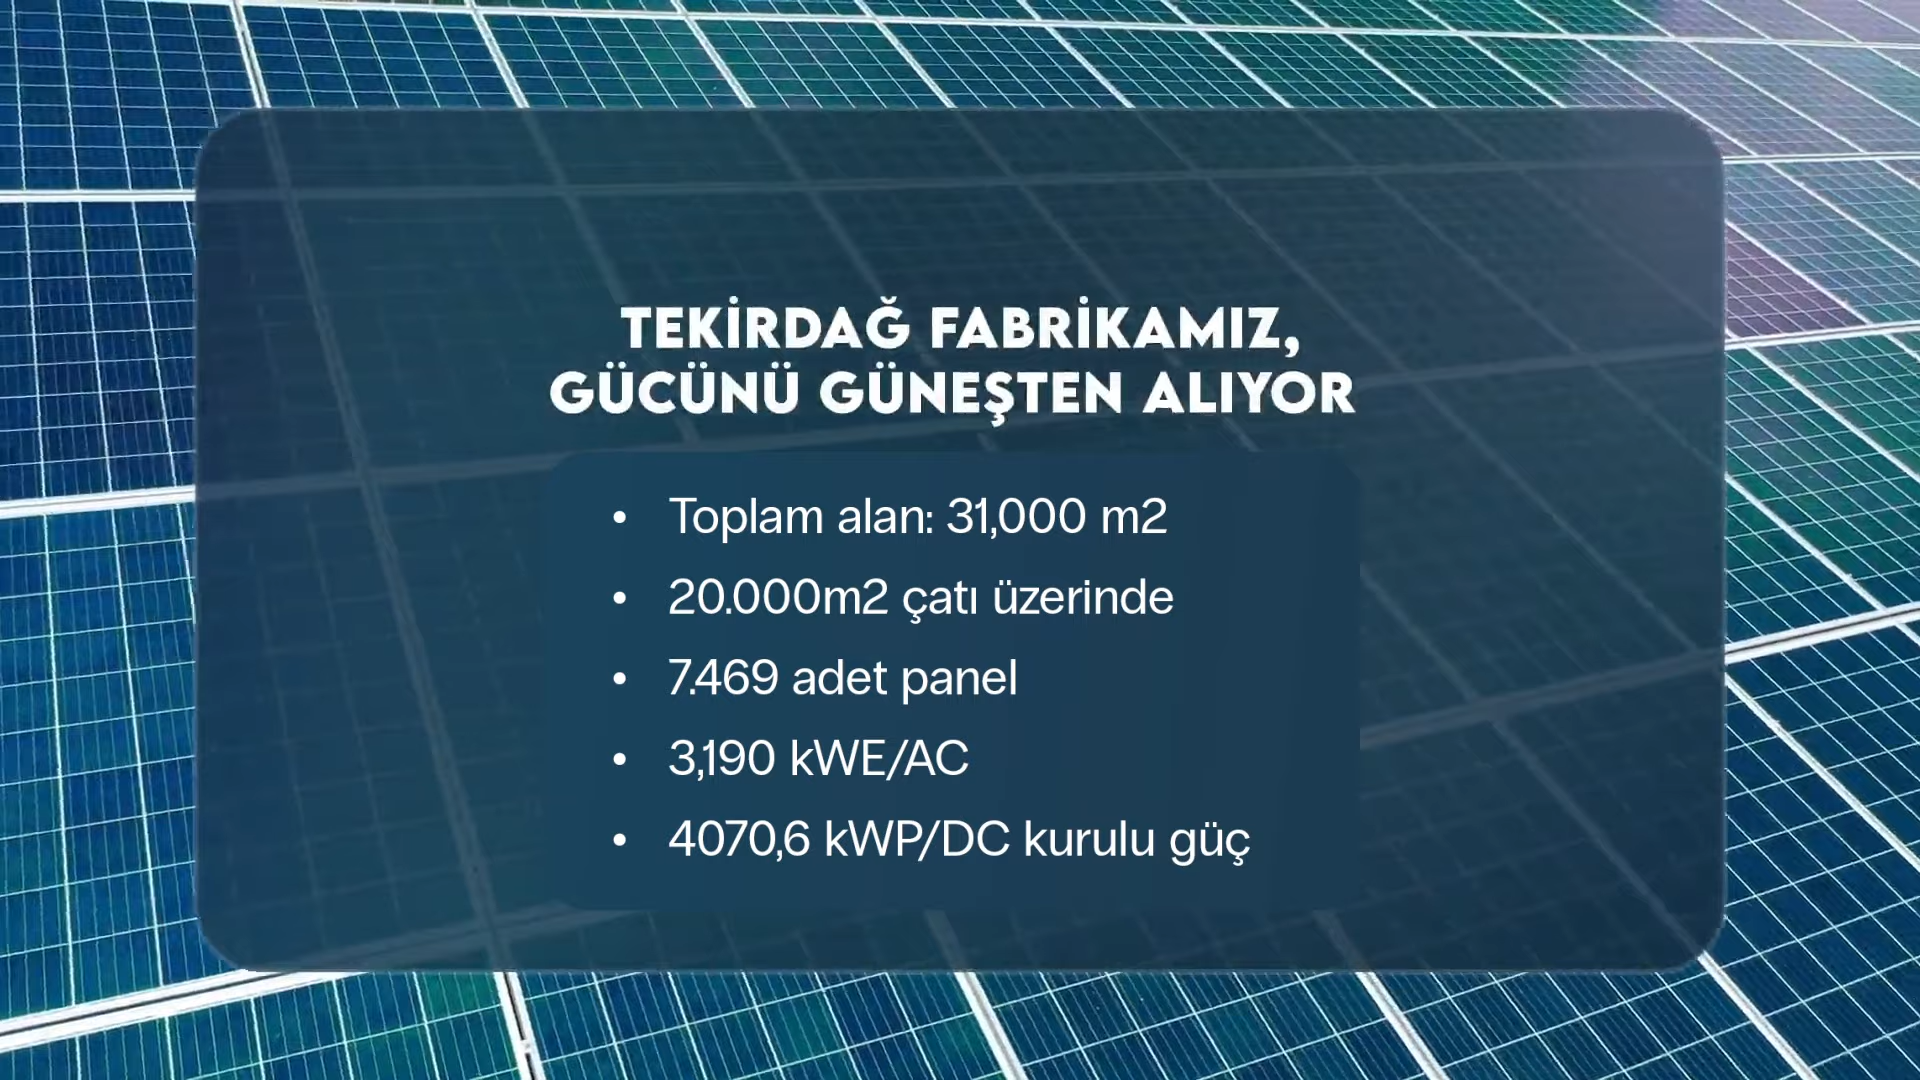 TEKİRDAĞ FABRİKAMIZ,
GÜCÜNÜ GÜNEŞTEN ALIYOR
• Toplam alan: 31,000 m2
• 20.000m2 çatı üzerinde
• 7.469 adet panel
• 3,190 kWE/AC
• 4070,6 kWP/DC kurulu güç